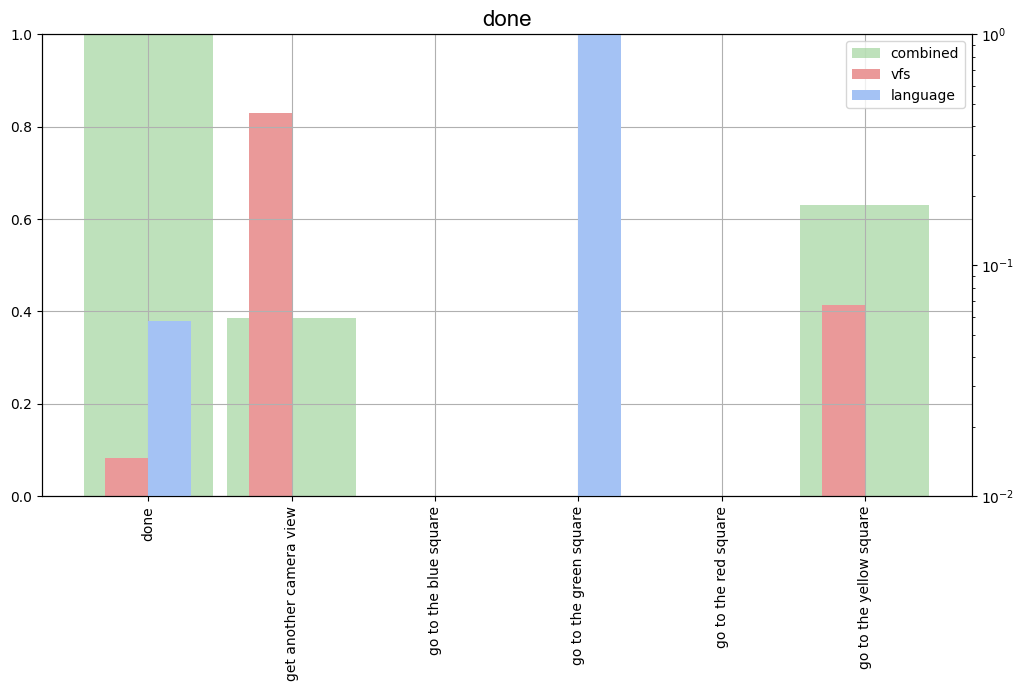 done
1.0
0.8
0.6
0.4
0.2
0.0
10⁰
10⁻¹
10⁻²
combined
vfs
language
done
get another camera view
go to the blue square
go to the green square
go to the red square
go to the yellow square